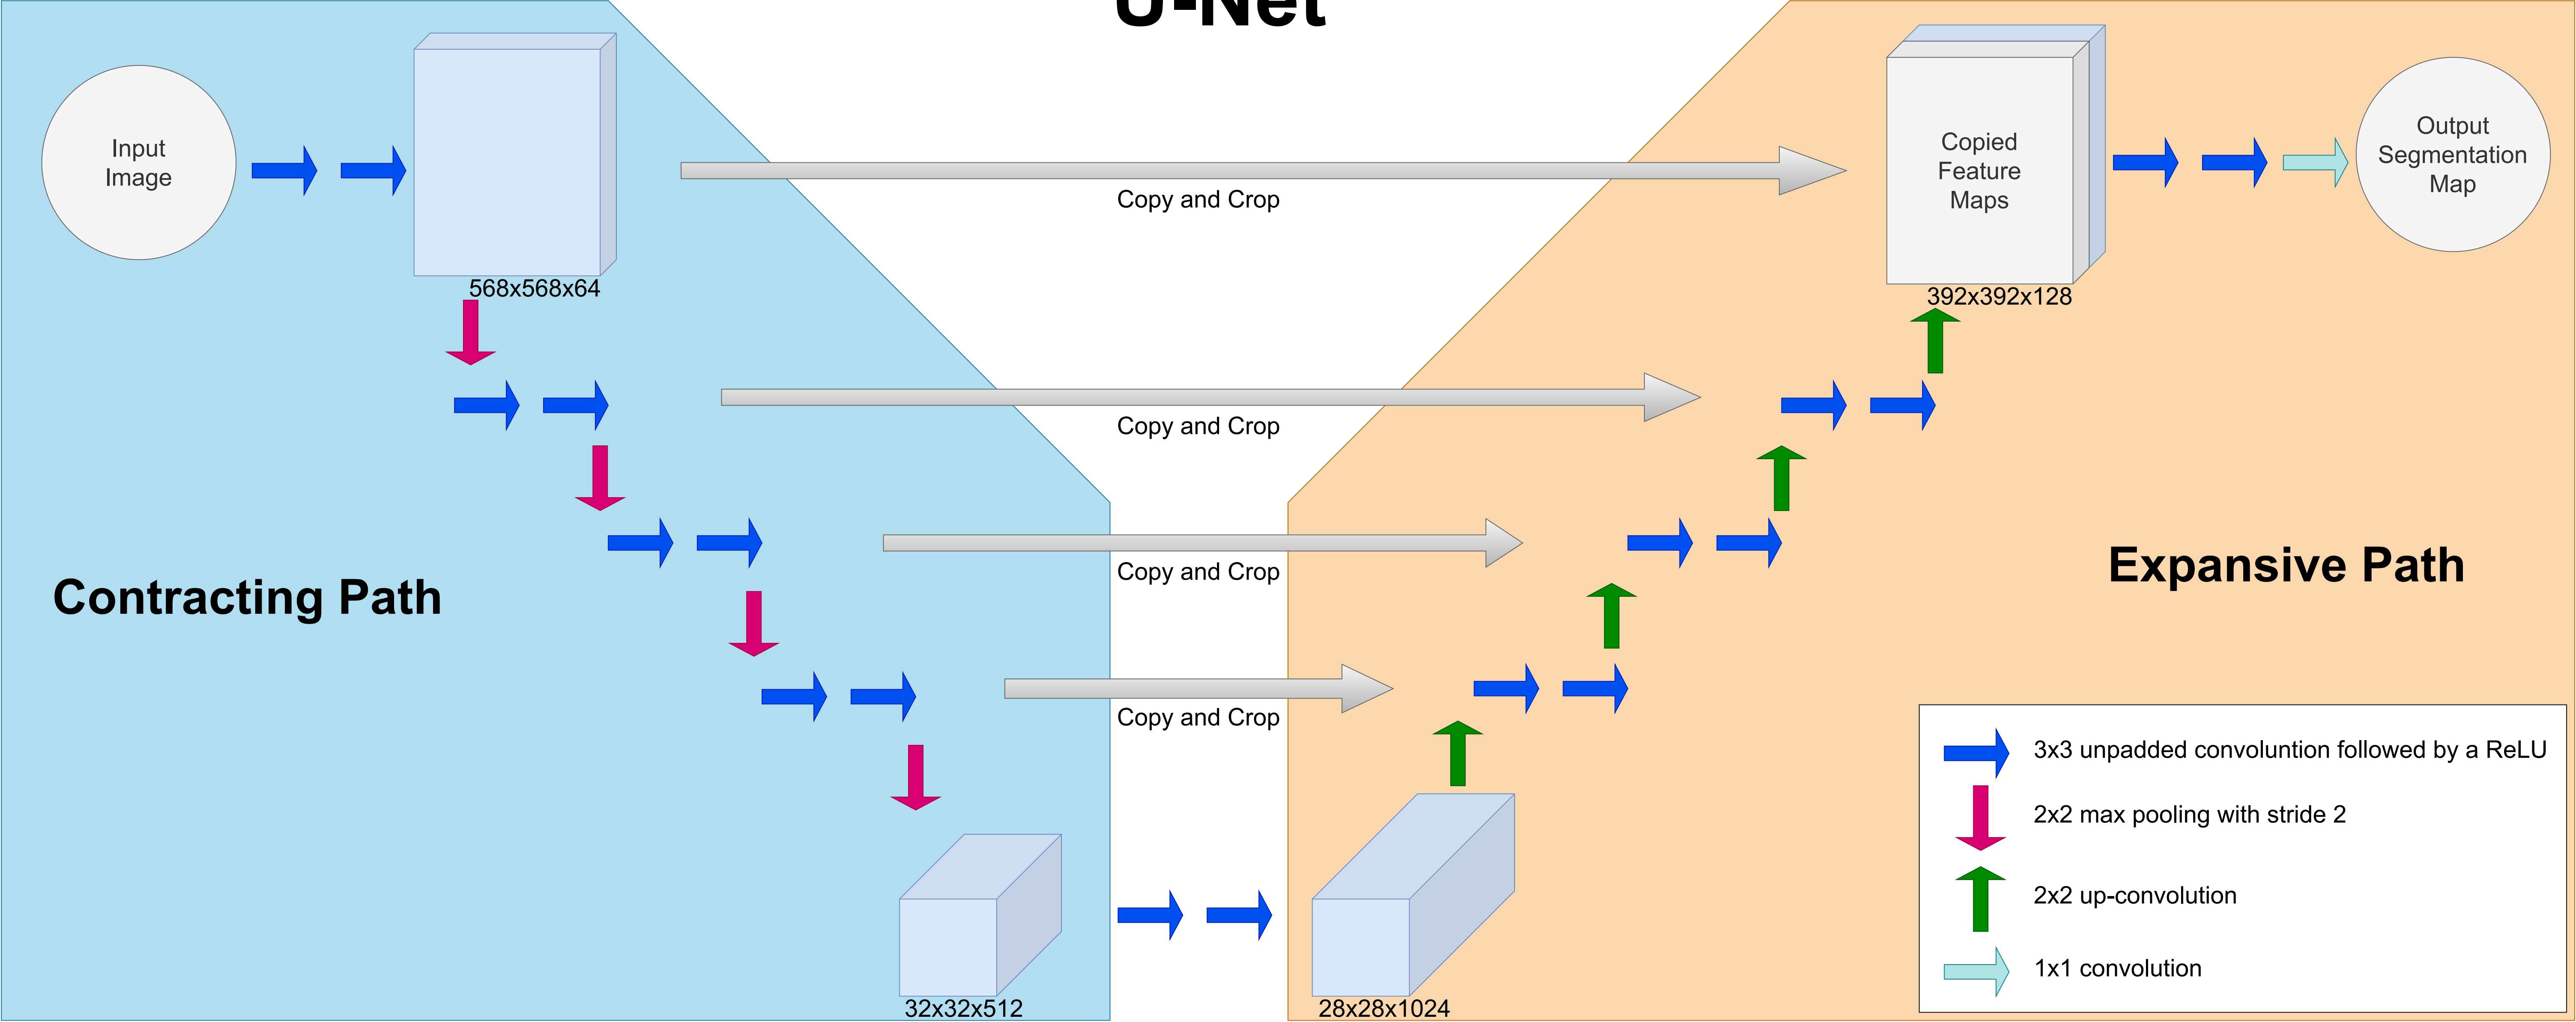 U-Net
Input
Image
568x568x64
Copy and Crop
Copied
Feature
Maps
392x392x128
Output
Segmentation
Map
Copy and Crop
Copy and Crop
Contracting Path
Expansive Path
Copy and Crop
32x32x512
28x28x1024
3x3 unpadded convoluntion followed by a ReLU
2x2 max pooling with stride 2
2x2 up-convolution
1x1 convolution